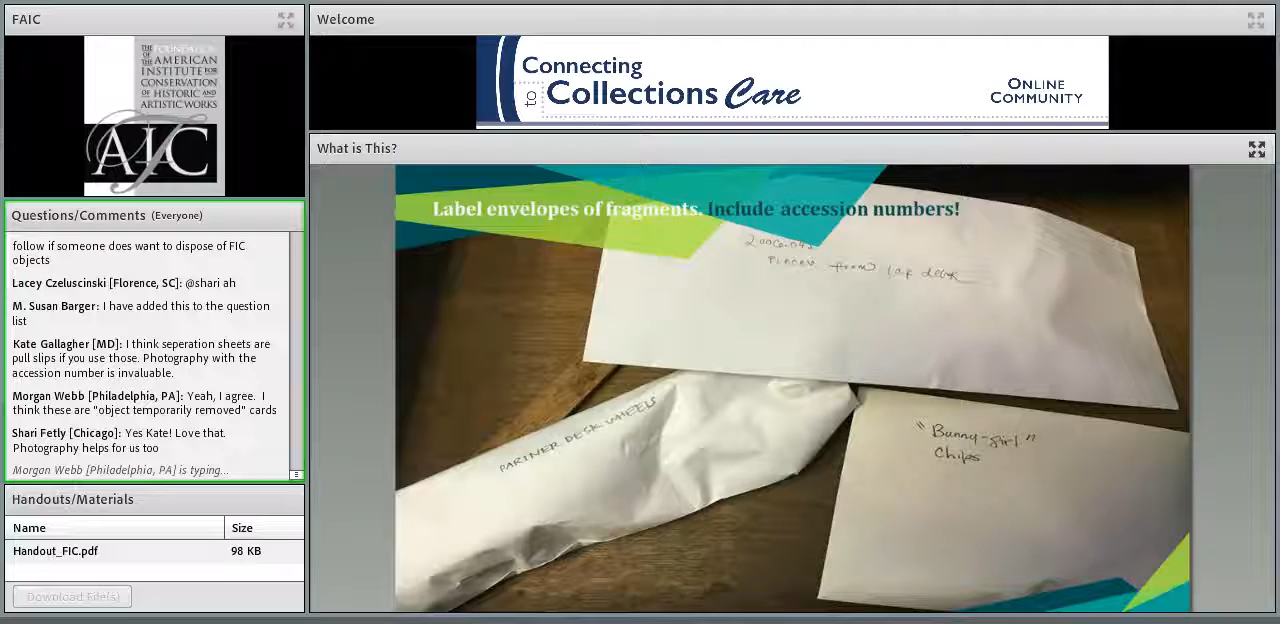 FAIC
THE
FOUNDATION
OF THE AMERICAN
INSTITUTE FOR
CONSERVATION
OF HISTORIC AND
ARTISTIC WORKS
AIC
Welcome
Connecting
to Collections Care
ONLINE
COMMUNITY
Questions/Comments (Everyone)
follow if someone does want to dispose of FIC
objects
Lacey Czeluscinski [Florence, SC]: @shari ah
M. Susan Barger: I have added this to the question
list
Kate Gallagher [MD]: I think seperation sheets are
pull slips if you use those. Photography with the
accession number is invaluable.
Morgan Webb [Philadelphia, PA]: Yeah, I agree. I
think these are "object temporarily removed" cards
Shari Fetly [Chicago]: Yes Kate! Love that.
Photography helps for us too
Morgan Webb [Philadelphia, PA] is typing...
Handouts/Materials
Name Size
Handout_FIC.pdf 98 KB
Download File(s)
What is This?
Label envelopes of fragments. Include accession numbers!
Pieces from lap desk
PARTNER DESK WHEELS
"Bunny-girl"
Chips